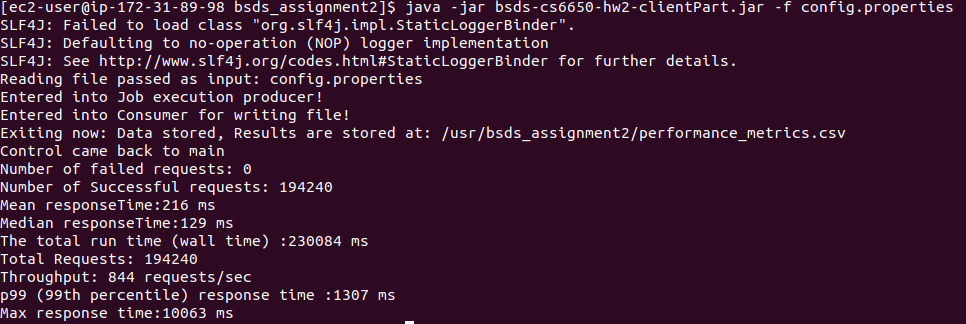 [ec2-user@ip-172-31-89-98 bsds_assignment2]$ java -jar bsds-cs6650-hw2-clientPart.jar -f config.properties
SLF4J: Failed to load class "org.slf4j.impl.StaticLoggerBinder".
SLF4J: Defaulting to no-operation (NOP) logger implementation
SLF4J: See http://www.slf4j.org/codes.html#StaticLoggerBinder for further details.
Reading file passed as input: config.properties
Entered into Job execution producer!
Entered into Consumer for writing file!
Exiting now: Data stored, Results are stored at: /usr/bsds_assignment2/performance_metrics.csv
Control came back to main
Number of failed requests: 0
Number of Successful requests: 194240
Mean responseTime:216 ms
Median responseTime:129 ms
The total run time (wall time) :230084 ms
Total Requests: 194240
Throughput: 844 requests/sec
p99 (99th percentile) response time :1307 ms
Max response time:10063 ms